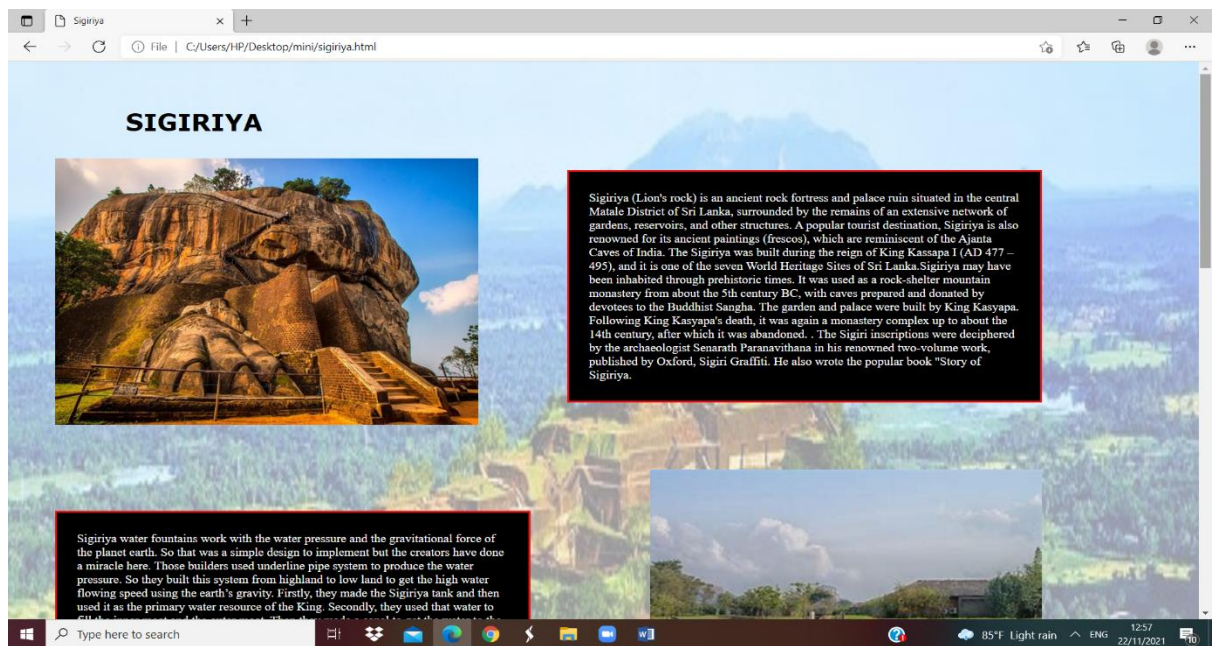 Sigiriya
File | C:/Users/HP/Desktop/mini/sigiriya.html
SIGIRIYA
Sigiriya (Lion's rock) is an ancient rock fortress and palace ruin situated in the central
Matale District of Sri Lanka, surrounded by the remains of an extensive network of
gardens, reservoirs, and other structures. A popular tourist destination, Sigiriya is also
renowned for its ancient paintings (frescos), which are reminiscent of the Ajanta
Caves of India. The Sigiriya was built during the reign of King Kassapa I (AD 477 –
495), and it is one of the seven World Heritage Sites of Sri Lanka.Sigiriya may have
been inhabited through prehistoric times. It was used as a rock-shelter mountain
monastery from about the 5th century BC, with caves prepared and donated by
devotees to the Buddhist Sangha. The garden and palace were built by King Kasyapa.
Following King Kasyapa's death, it was again a monastery complex up to about the
14th century, after which it was abandoned. . The Sigiri inscriptions were deciphered
by the archaeologist Senarath Paranavithana in his renowned two-volume work,
published by Oxford, Sigiri Graffiti. He also wrote the popular book "Story of
Sigiriya.
Sigiriya water fountains work with the water pressure and the gravitational force of
the planet earth. So that was a simple design to implement but the creators have done
a miracle here. Those builders used underline pipe system to produce the water
pressure. So they built this system from highland to low land to get the high water
flowing speed using the earth’s gravity. Firstly, they made the Sigiriya tank and then
used it as the primary water resource of the King. Secondly, they used that water to
Type here to search
85°F Light rain
ENG
12:57
22/11/2021
10